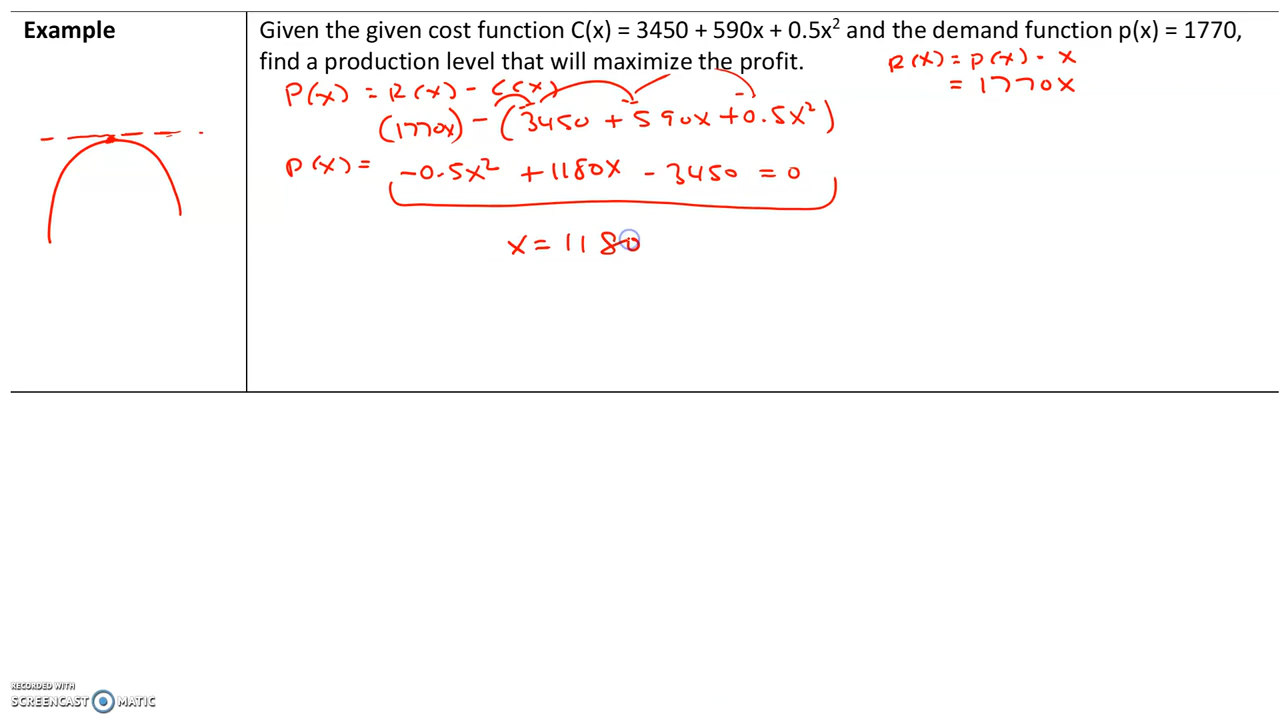 Example
Given the given cost function C(x) = 3450 + 590x + 0.5x² and the demand function p(x) = 1770,
find a production level that will maximize the profit.
R(x) = p(x) · x
= 1770x
P(x) = R(x) - C(x)
(1770x) - (3450 + 590x + 0.5x²)
P(x) = -0.5x² + 1180x - 3450 = 0
x = 1180
RECORDED WITH
SCREENCAST MATIC